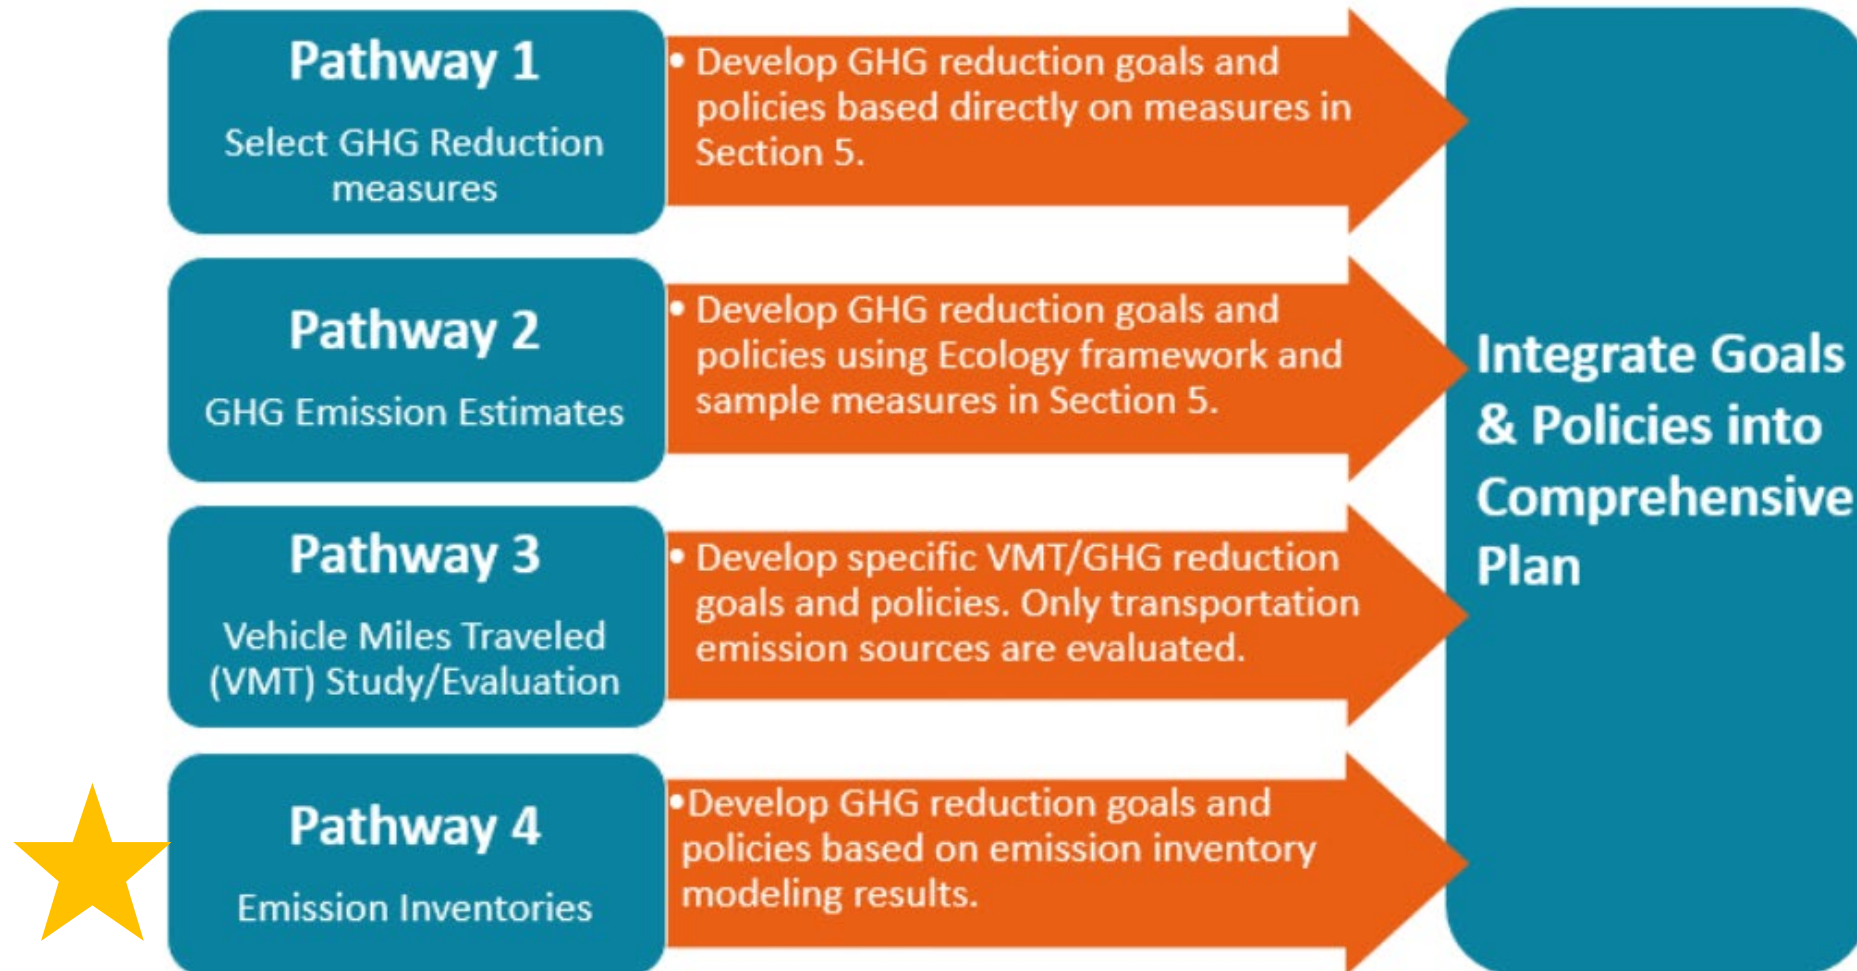 Pathway 1
Select GHG Reduction
measures
• Develop GHG reduction goals and
policies based directly on measures in
Section 5.
Pathway 2
GHG Emission Estimates
• Develop GHG reduction goals and
policies using Ecology framework and
sample measures in Section 5.
Pathway 3
Vehicle Miles Traveled
(VMT) Study/Evaluation
• Develop specific VMT/GHG reduction
goals and policies. Only transportation
emission sources are evaluated.
Pathway 4
Emission Inventories
•Develop GHG reduction goals and
policies based on emission inventory
modeling results.
Integrate Goals
& Policies into
Comprehensive
Plan